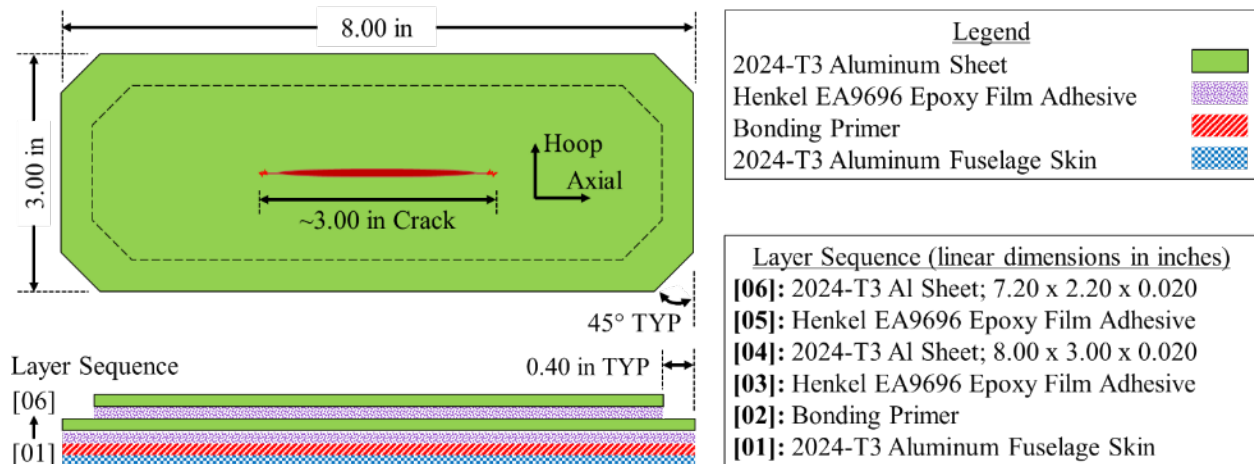 8.00 in
3.00 in
Hoop
Axial
~3.00 in Crack
45° TYP
0.40 in TYP
Layer Sequence
[06]
[01]
Legend
2024-T3 Aluminum Sheet
Henkel EA9696 Epoxy Film Adhesive
Bonding Primer
2024-T3 Aluminum Fuselage Skin
Layer Sequence (linear dimensions in inches)
[06]: 2024-T3 Al Sheet; 7.20 x 2.20 x 0.020
[05]: Henkel EA9696 Epoxy Film Adhesive
[04]: 2024-T3 Al Sheet; 8.00 x 3.00 x 0.020
[03]: Henkel EA9696 Epoxy Film Adhesive
[02]: Bonding Primer
[01]: 2024-T3 Aluminum Fuselage Skin